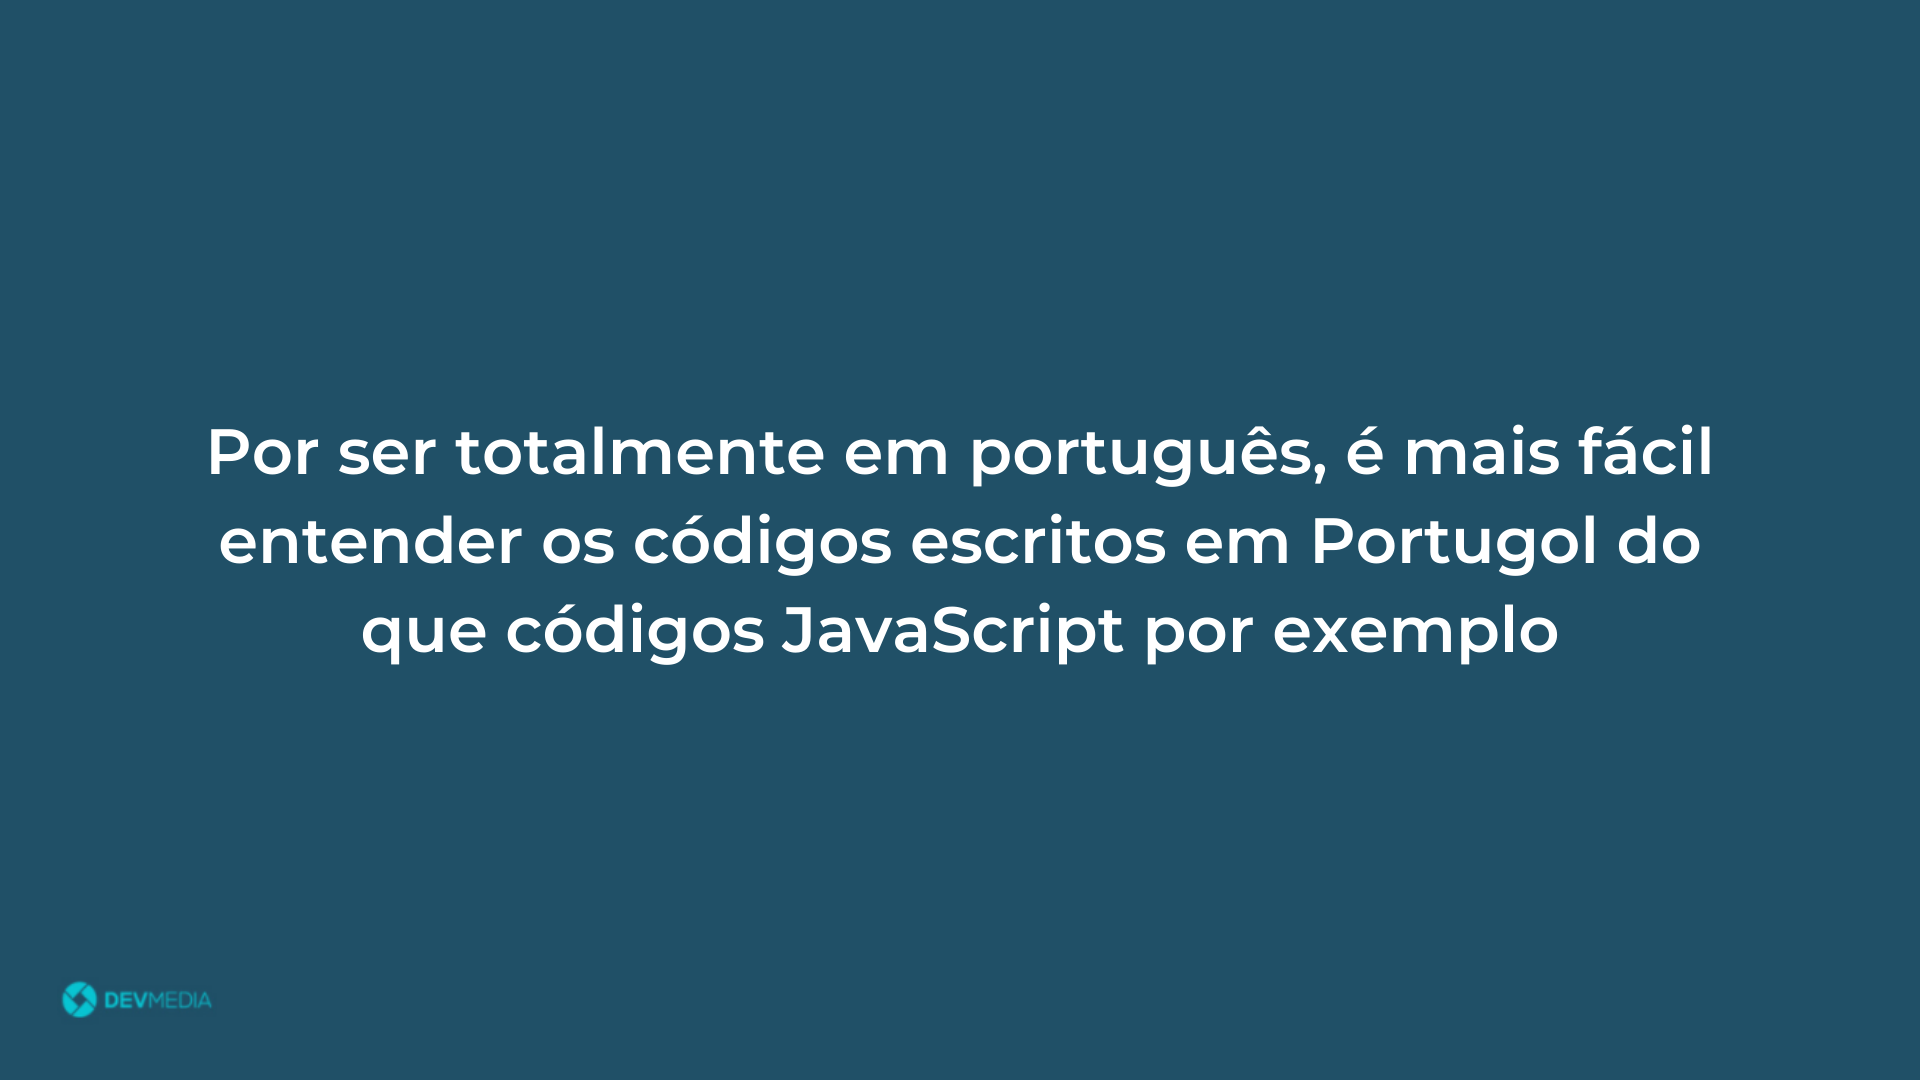 Por ser totalmente em português, é mais fácil
entender os códigos escritos em Portugol do
que códigos JavaScript por exemplo
DEVMEDIA